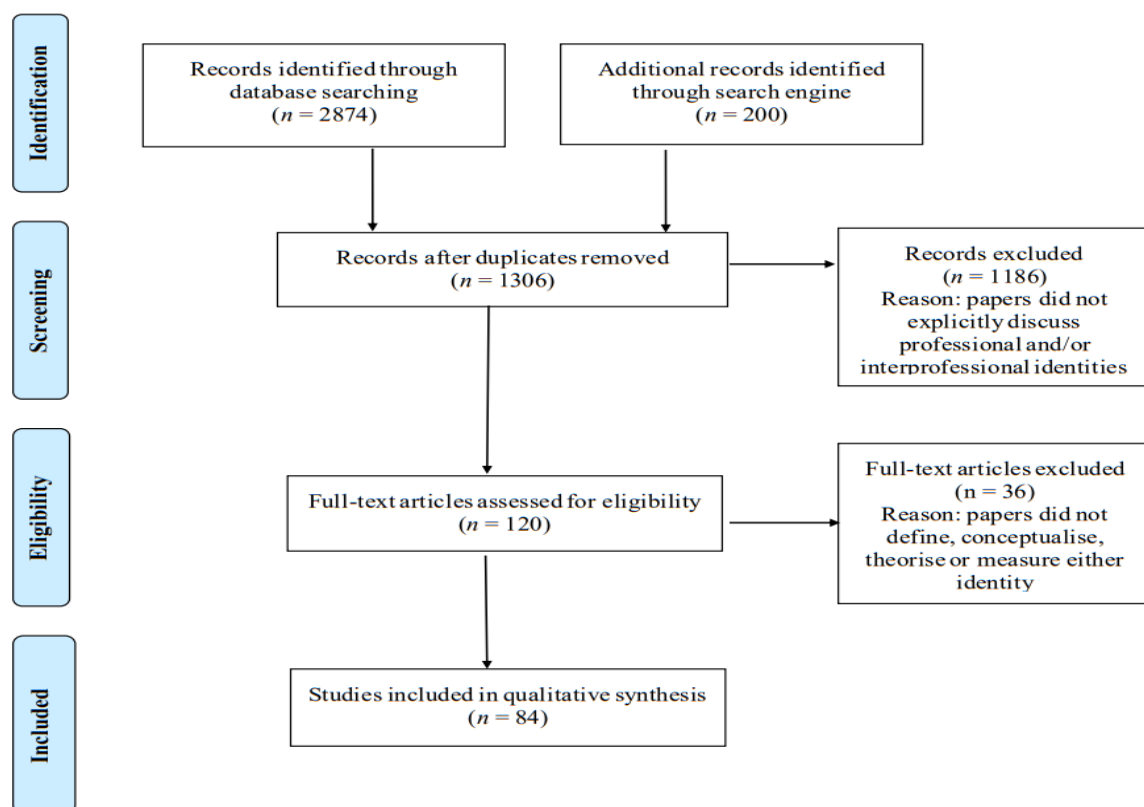 Identification
Records identified through
database searching
(n = 2874)
Additional records identified
through search engine
(n = 200)
Screening
Records after duplicates removed
(n = 1306)
Records excluded
(n = 1186)
Reason: papers did not
explicitly discuss
professional and/or
interprofessional identities
Eligibility
Full-text articles assessed for eligibility
(n = 120)
Full-text articles excluded
(n = 36)
Reason: papers did not
define, conceptualise,
theorise or measure either
identity
Included
Studies included in qualitative synthesis
(n = 84)